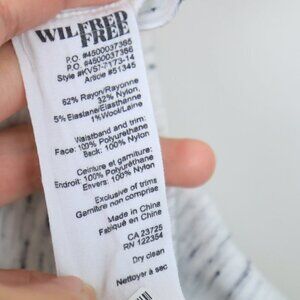 WILFRED
FREE
P.O. #4500037365
P.O. #4500037366
Style #KV57-7173-14
Article #51345
62% Rayon/Rayonne
32% Nylon,
5% Elastane/Elasthanne
1% Wool/Laine
Waistband and trim:
Face: 100% Polyurethane
Back: 100% Nylon
Ceinture et garniture:
Endroit: 100% Polyurethane
Envers: 100% Nylon
Exclusive of trims
Garniture non comprise
Made in China
Fabriqué en Chine
CA 23725
RN 122354
Dry clean
Nettoyer à sec